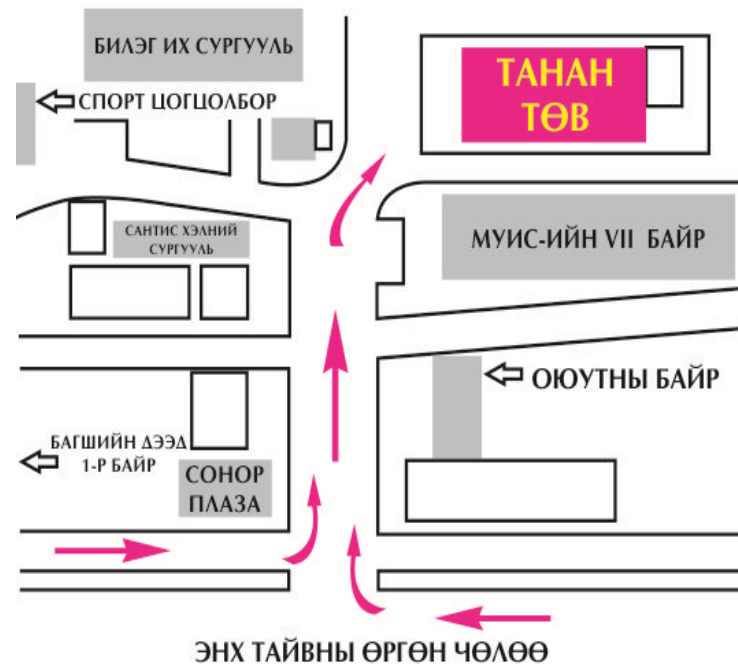 БИЛЭГ ИХ СУРГУУЛЬ
СПОРТ ЦОГЦОЛБОР
ТАНАН
ТӨВ
САНТИС ХЭЛНИЙ
СУРГУУЛЬ
МУИС-ИЙН VII БАЙР
ОЮУТНЫ БАЙР
БАГШИЙН ДЭЭД
1-Р БАЙР
СОНОР
ПЛАЗА
ЭНХ ТАЙВНЫ ӨРГӨН ЧӨЛӨӨ